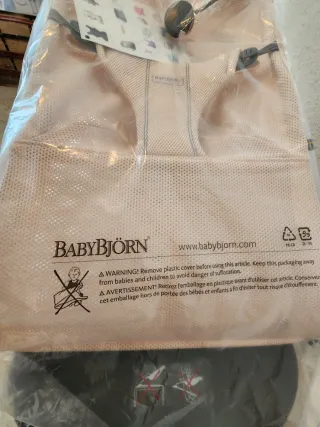 BABYBJÖRN
BABYBJÖRN® www.babybjorn.com
⚠ WARNING! Remove plastic cover before using this article. Keep this packaging away
from babies and children to avoid danger of suffocation.
⚠ AVERTISSEMENT! Retirez l'emballage en plastique avant d'utiliser cet article. Conservez
cet emballage hors de portée des bébés et enfants afin d'éviter tout risque d'étouffement.